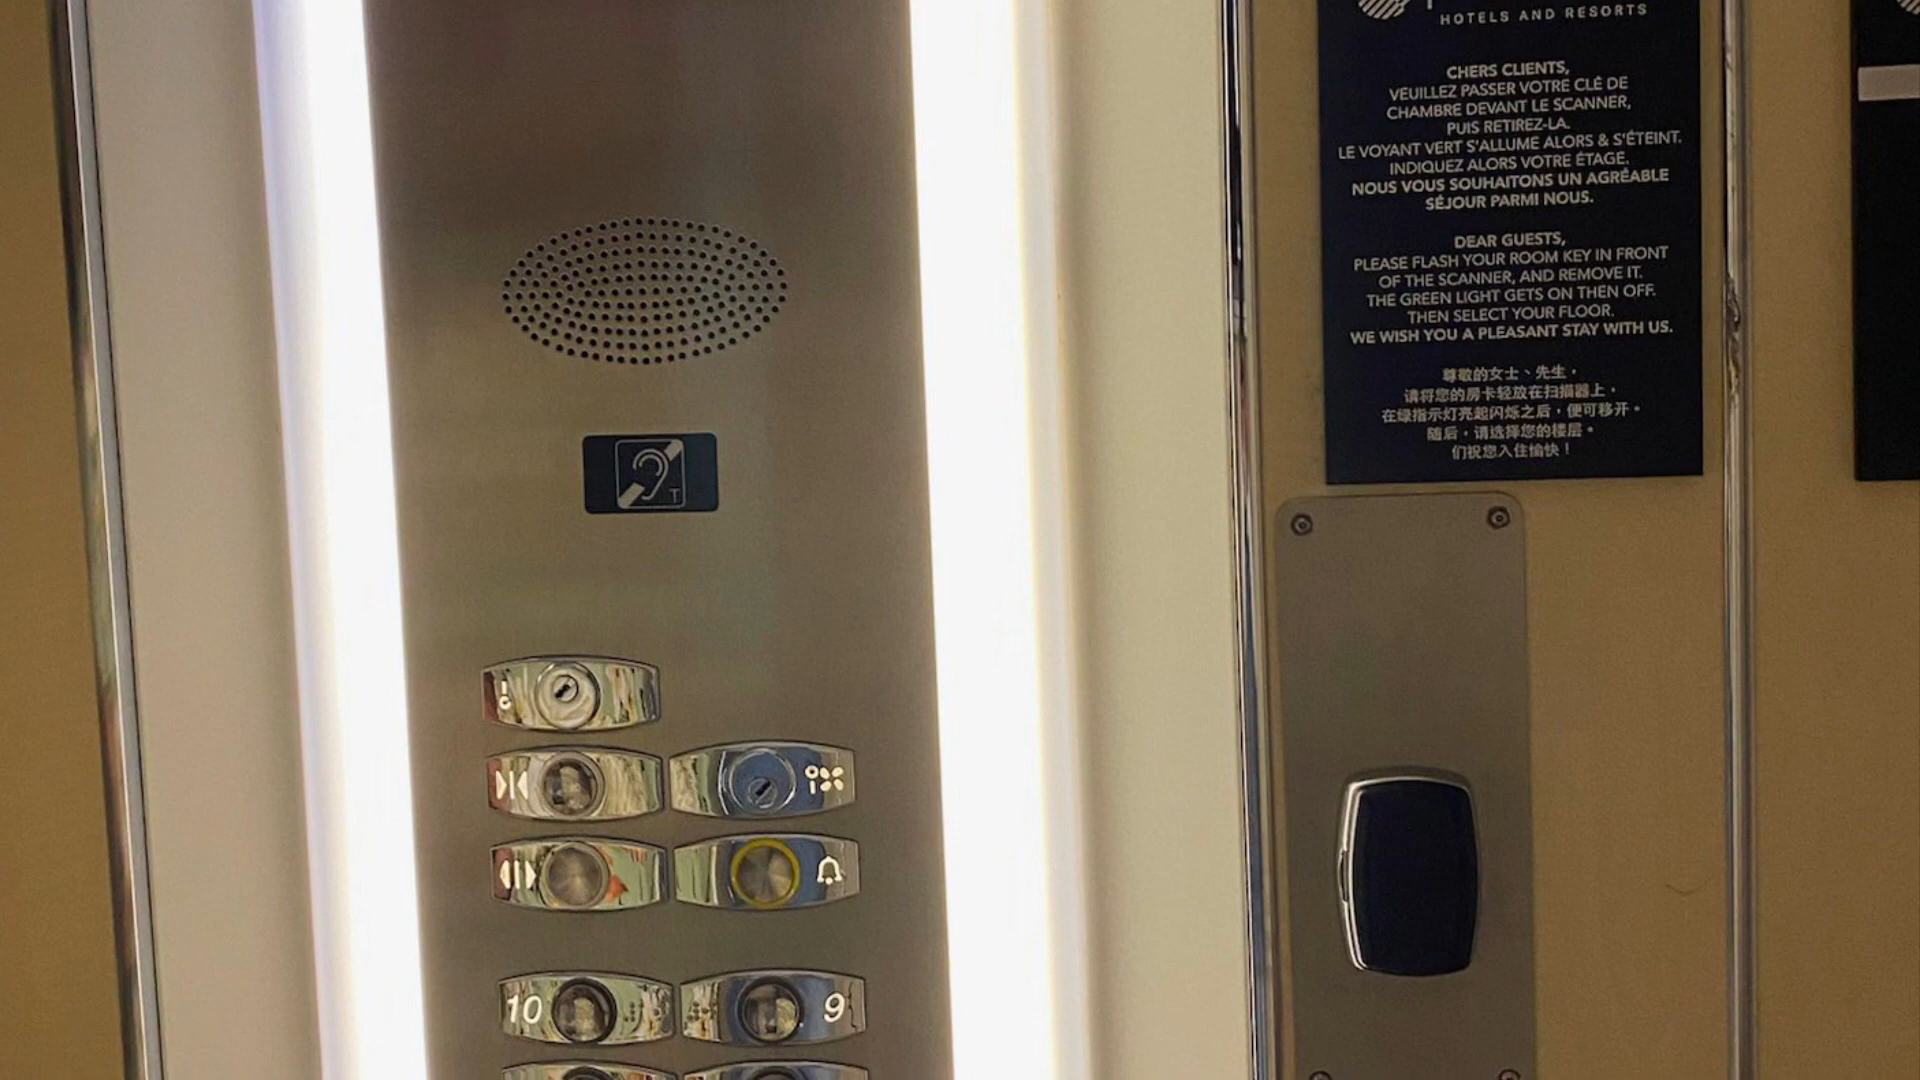 HOTELS AND RESORTS
CHERS CLIENTS,
VEUILLEZ PASSER VOTRE CLÉ DE
CHAMBRE DEVANT LE SCANNER,
PUIS RETIREZ-LA.
LE VOYANT VERT S'ALLUME ALORS & S'ÉTEINT.
INDIQUEZ ALORS VOTRE ÉTAGE.
NOUS VOUS SOUHAITONS UN AGRÉABLE
SÉJOUR PARMI NOUS.
DEAR GUESTS,
PLEASE FLASH YOUR ROOM KEY IN FRONT
OF THE SCANNER, AND REMOVE IT.
THE GREEN LIGHT GETS ON THEN OFF.
THEN SELECT YOUR FLOOR.
WE WISH YOU A PLEASANT STAY WITH US.
尊敬的女士、先生，
请将您的房卡轻放在扫描器上，
在绿指示灯亮起闪烁之后，便可移开。
随后，请选择您的楼层。
们祝您入住愉快！
T
10
9